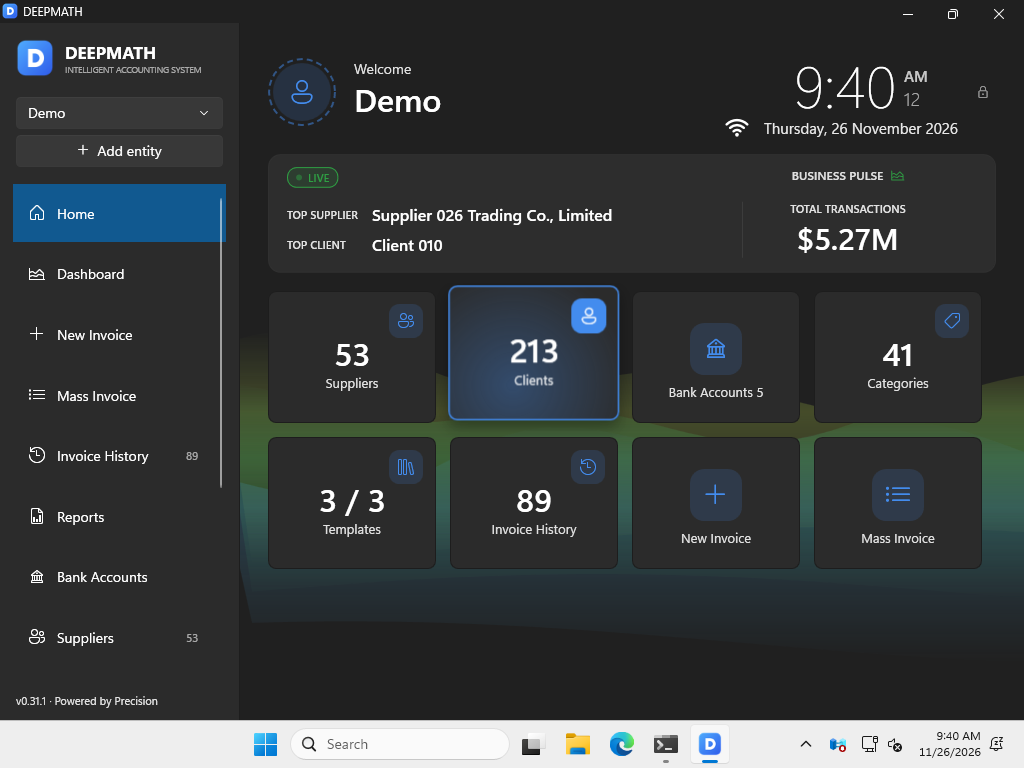 DEEPMATH
DEEPMATH
INTELLIGENT ACCOUNTING SYSTEM
Demo
Add entity
Home
Dashboard
New Invoice
Mass Invoice
Invoice History 89
Reports
Bank Accounts
Suppliers 53
v0.31.1 · Powered by Precision
Welcome
Demo
9:40 AM
12
Thursday, 26 November 2026
LIVE
TOP SUPPLIER Supplier 026 Trading Co., Limited
TOP CLIENT Client 010
BUSINESS PULSE
TOTAL TRANSACTIONS
$5.27M
53
Suppliers
213
Clients
Bank Accounts 5
41
Categories
3 / 3
Templates
89
Invoice History
New Invoice
Mass Invoice
Search
9:40 AM
11/26/2026